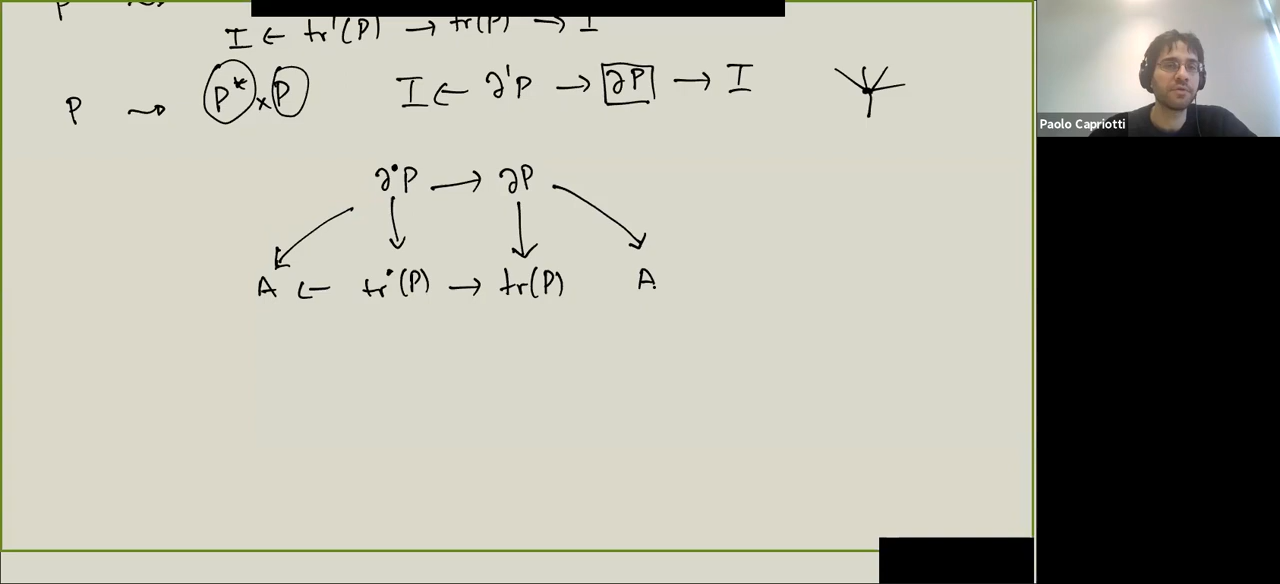 I ← tr'(P) → tr(P) → I
P ⇝ P* × P I ← ∂'P → ∂P → I
∂•P → ∂P
A ← tr•(P) → tr(P) A
Paolo Capriotti